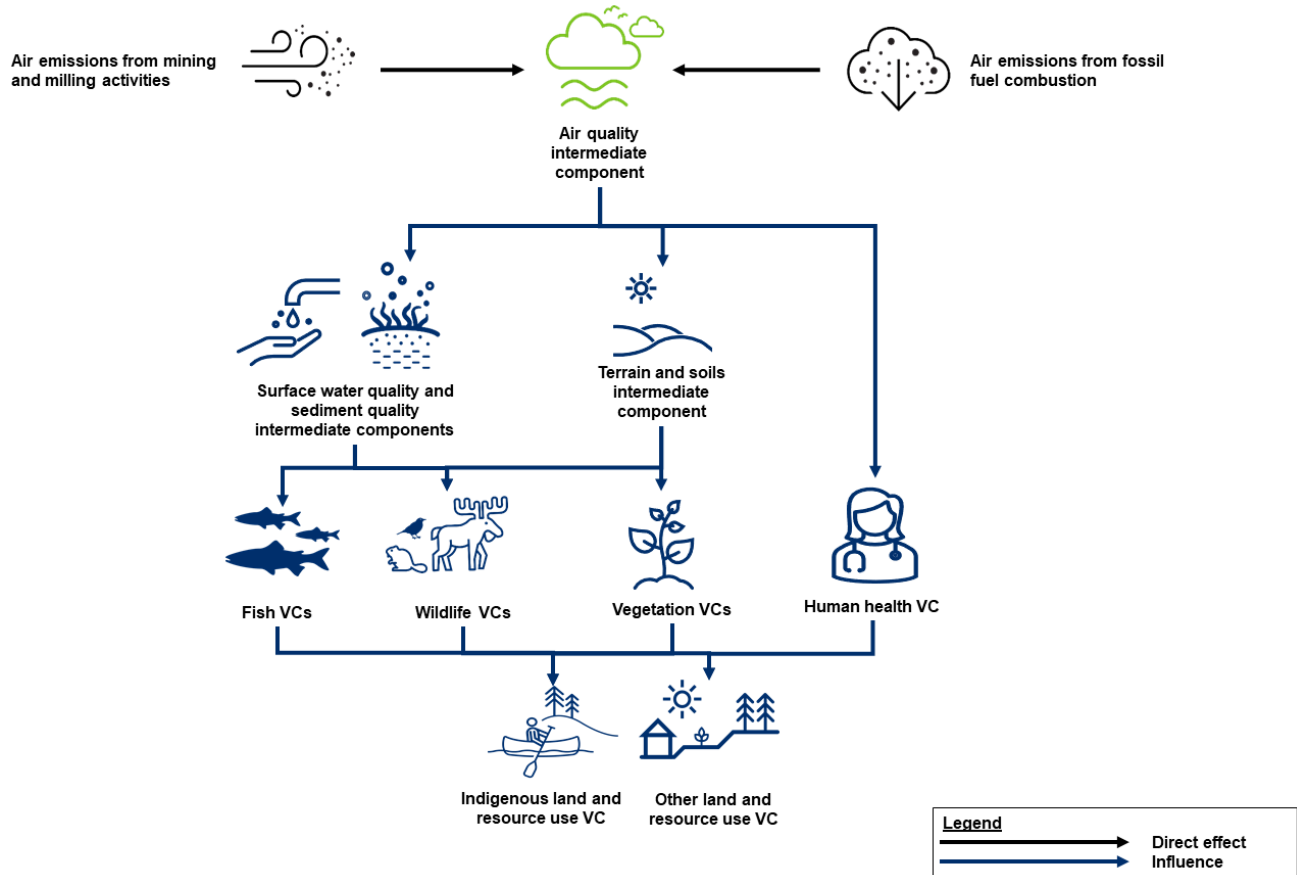 Air emissions from mining
and milling activities
Air emissions from fossil
fuel combustion
Air quality
intermediate
component
Surface water quality and
sediment quality
intermediate components
Terrain and soils
intermediate
component
Fish VCs
Wildlife VCs
Vegetation VCs
Human health VC
Indigenous land and
resource use VC
Other land and
resource use VC
Legend
Direct effect
Influence